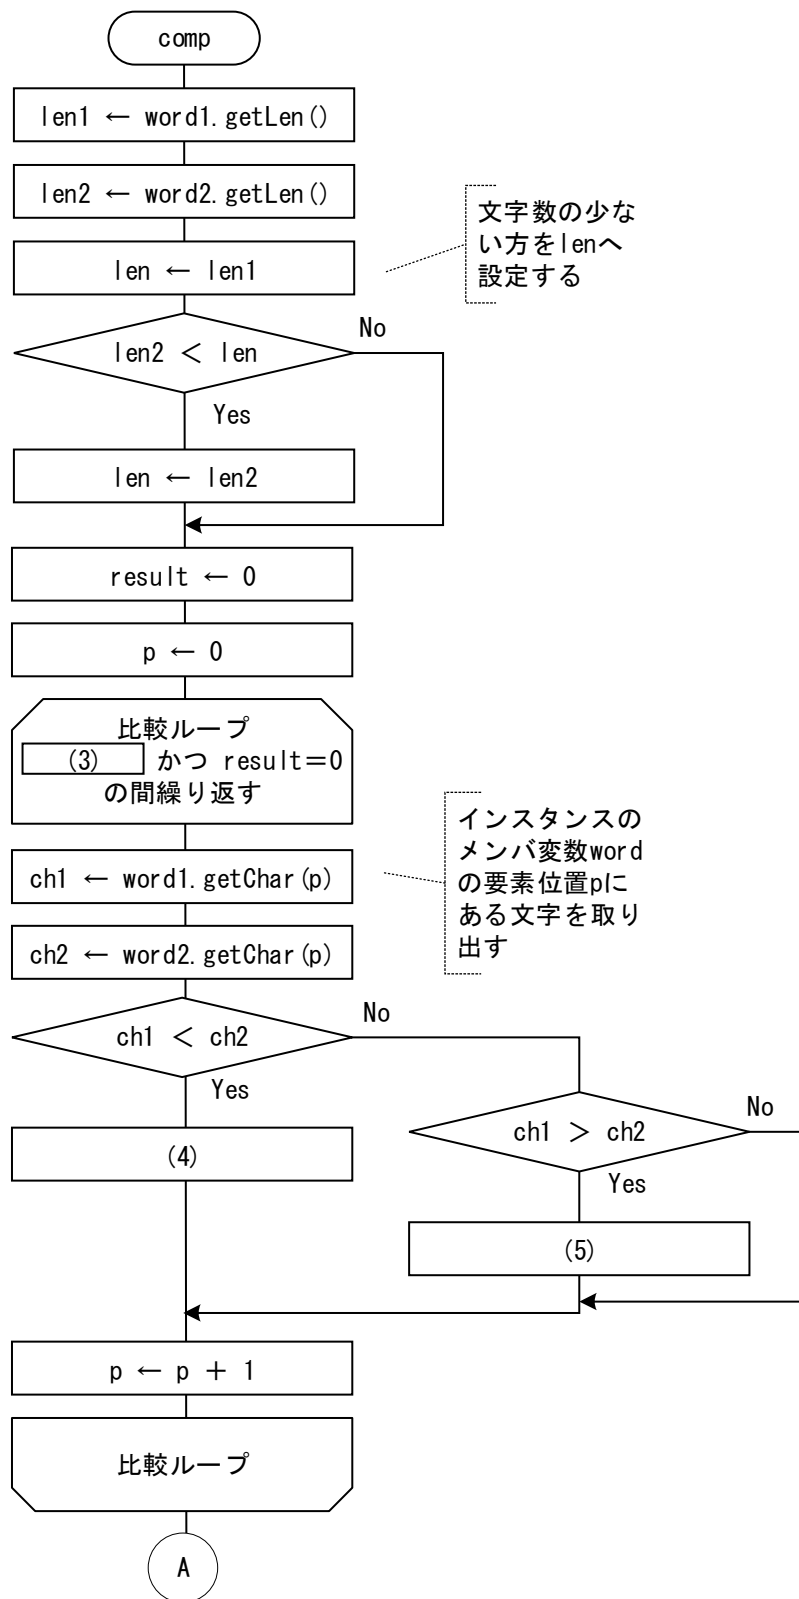 comp
len1 ← word1.getLen()
len2 ← word2.getLen()
len ← len1
文字数の少な
い方をlenへ
設定する
len2 < len
No
Yes
len ← len2
result ← 0
p ← 0
比較ループ
(3) かつ result=0
の間繰り返す
ch1 ← word1.getChar(p)
インスタンスの
メンバ変数word
の要素位置pに
ある文字を取り
出す
ch2 ← word2.getChar(p)
ch1 < ch2
No
Yes
ch1 > ch2
No
Yes
(4)
(5)
p ← p + 1
比較ループ
A